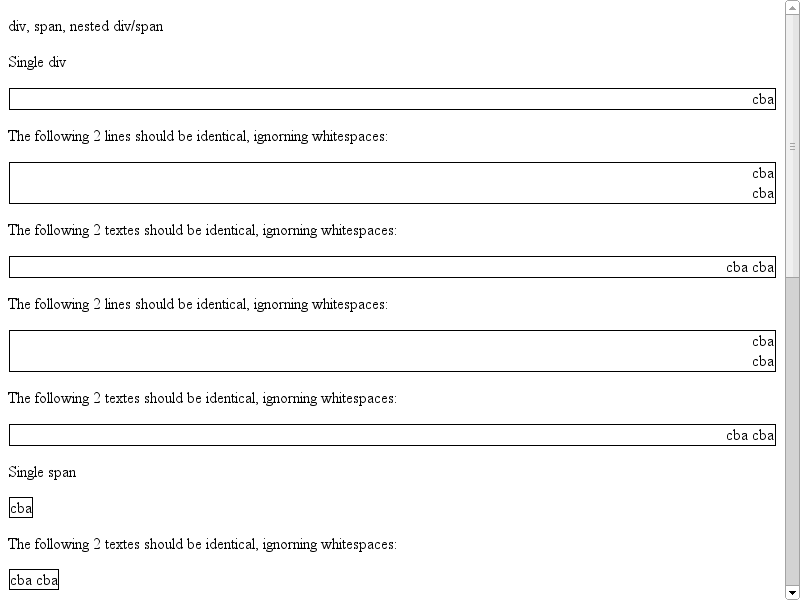 div, span, nested div/span
Single div
cba
The following 2 lines should be identical, ignorning whitespaces:
cba
cba
The following 2 textes should be identical, ignorning whitespaces:
cba cba
The following 2 lines should be identical, ignorning whitespaces:
cba
cba
The following 2 textes should be identical, ignorning whitespaces:
cba cba
Single span
cba
The following 2 textes should be identical, ignorning whitespaces:
cba cba